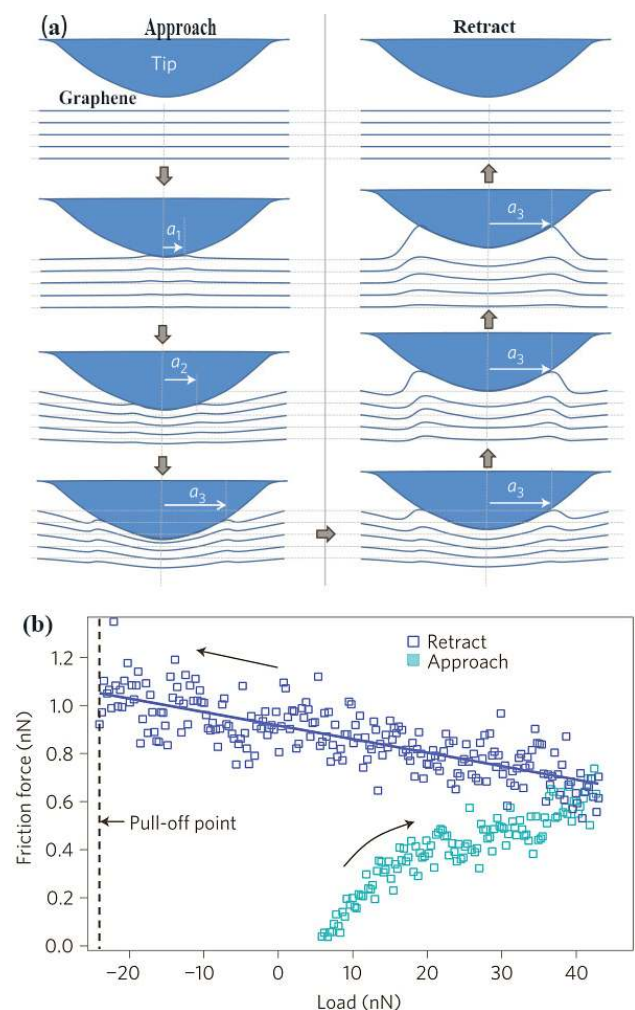 (a)
Approach
Retract
Tip
Graphene
a1
a3
a2
a3
a3
a3
(b)
Retract
Approach
Pull-off point
Friction force (nN)
1.2
1.0
0.8
0.6
0.4
0.2
0.0
−20 −10 0 10 20 30 40
Load (nN)